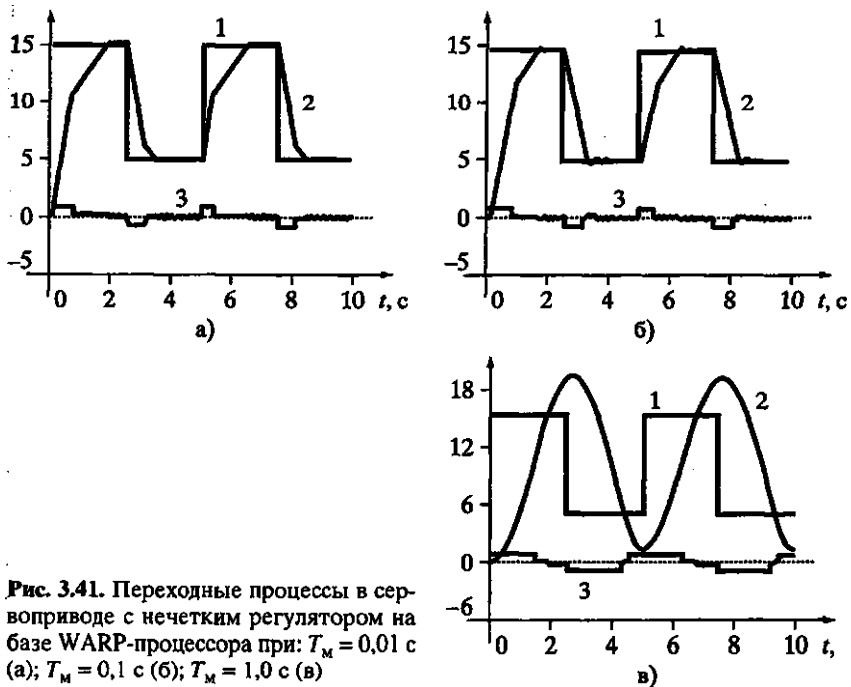 15
10
5
0
–5
1
2
3
0 2 4 6 8 10 t, с
а)
15
10
5
0
–5
1
2
3
0 2 4 6 8 10 t, с
б)
18
12
6
0
–6
1
2
3
0 2 4 6 8 10 t,
в)
Рис. 3.41. Переходные процессы в сер-
воприводе с нечетким регулятором на
базе WARP-процессора при: Tм = 0,01 с
(а); Tм = 0,1 с (б); Tм = 1,0 с (в)